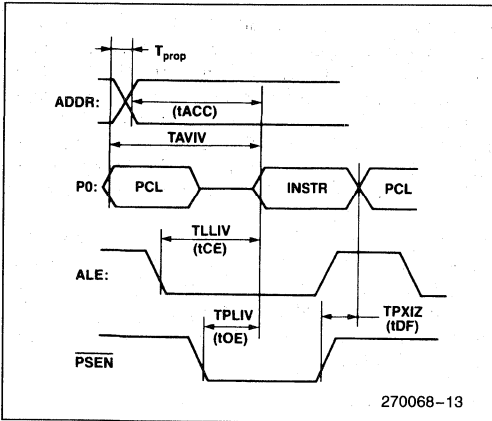 Tprop
ADDR:
(tACC)
TAVIV
P0: PCL INSTR PCL
TLLIV
(tCE)
ALE:
TPLIV
(tOE)
TPXIZ
(tDF)
PSEN
270068-13